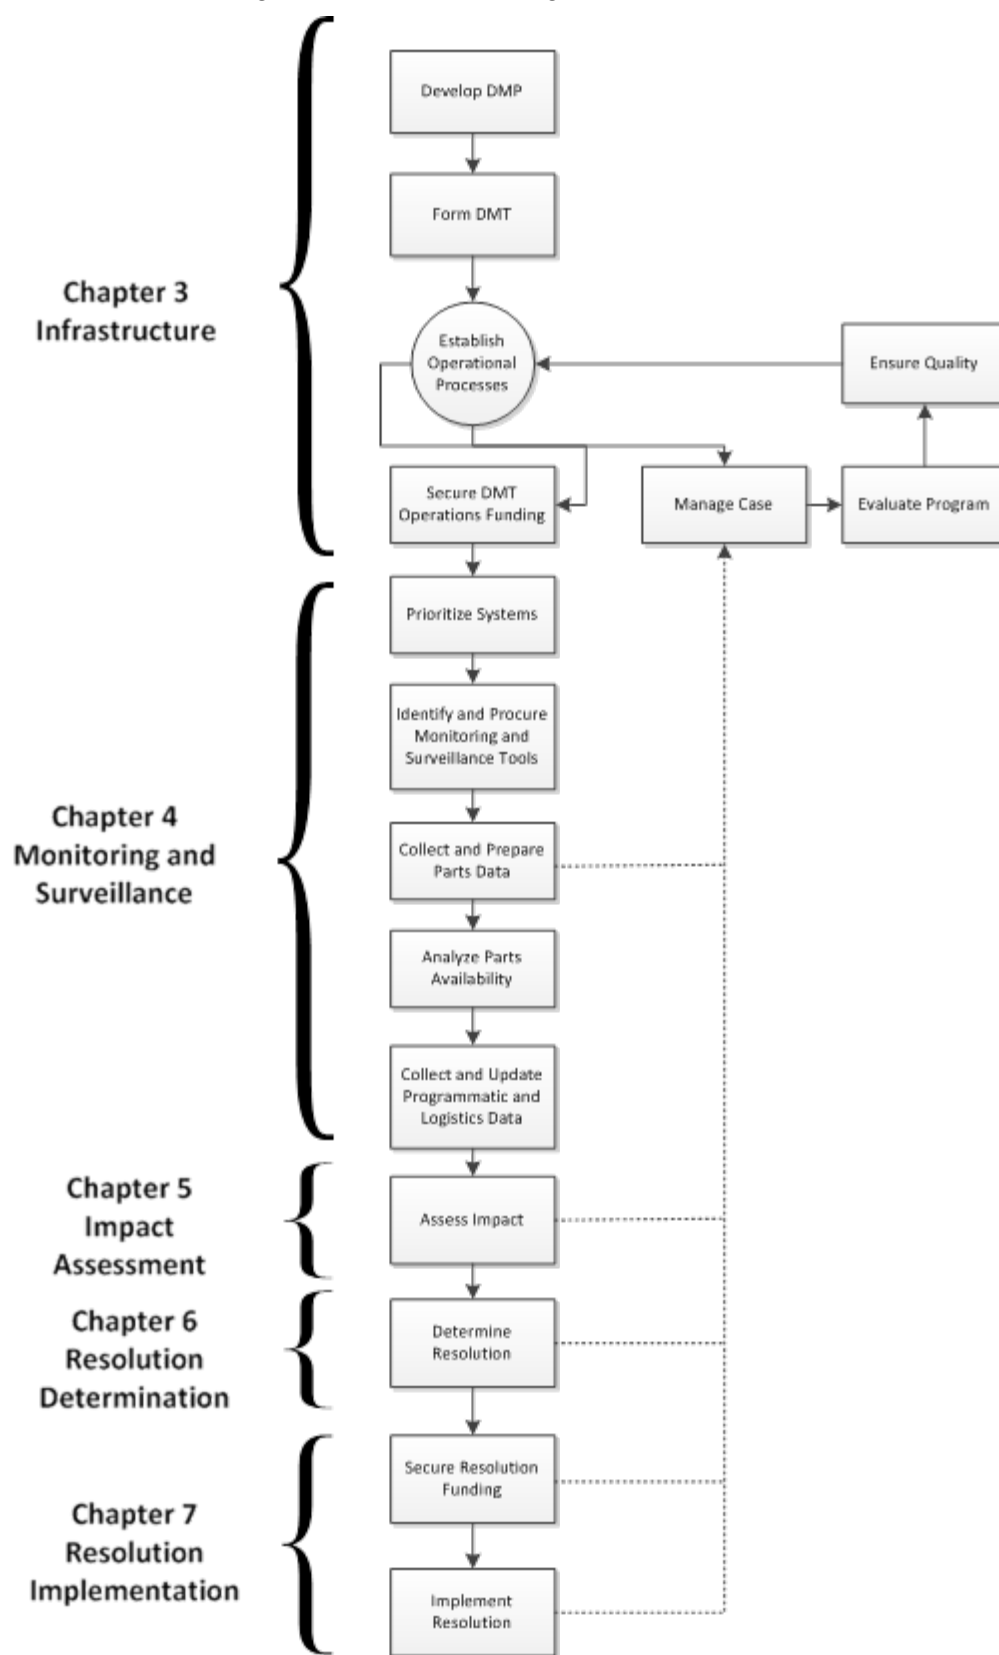 Develop DMP
Form DMT
Chapter 3
Infrastructure
Establish
Operational
Processes
Ensure Quality
Secure DMT
Operations Funding
Manage Case
Evaluate Program
Prioritize Systems
Identify and Procure
Monitoring and
Surveillance Tools
Chapter 4
Monitoring and
Surveillance
Collect and Prepare
Parts Data
Analyze Parts
Availability
Collect and Update
Programmatic and
Logistics Data
Chapter 5
Impact
Assessment
Assess Impact
Chapter 6
Resolution
Determination
Determine
Resolution
Secure Resolution
Funding
Chapter 7
Resolution
Implementation
Implement
Resolution